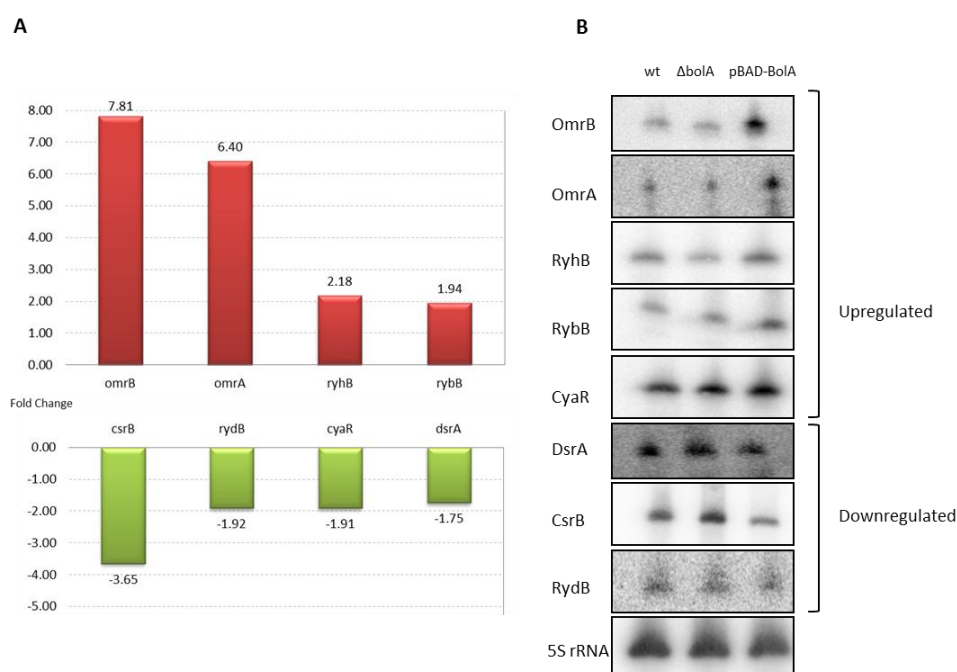 A
8.00
7.00
6.00
5.00
4.00
3.00
2.00
1.00
0.00
7.81
6.40
2.18
1.94
omrB omrA ryhB rybB
Fold Change
csrB rydB cyaR dsrA
0.00
-1.00
-2.00
-3.00
-4.00
-5.00
-3.65
-1.92
-1.91
-1.75
B
wt ΔbolA pBAD-BolA
OmrB
OmrA
RyhB
RybB
CyaR
Upregulated
DsrA
CsrB
RydB
Downregulated
5S rRNA